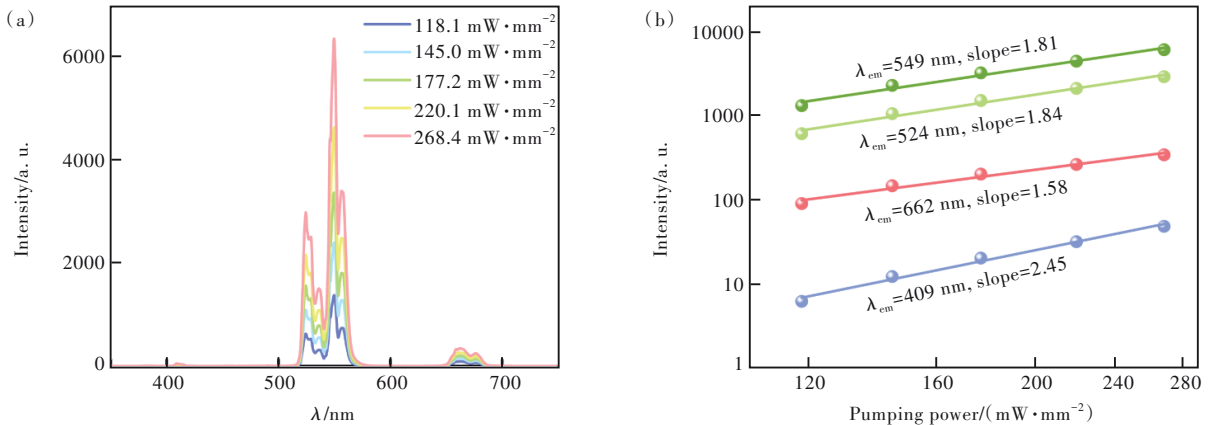 (a)
6000
4000
2000
0
Intensity/a. u.
400
500
600
700
λ/nm
118.1 mW·mm⁻²
145.0 mW·mm⁻²
177.2 mW·mm⁻²
220.1 mW·mm⁻²
268.4 mW·mm⁻²
(b)
10000
1000
100
10
1
Intensity/a. u.
λem=549 nm, slope=1.81
λem=524 nm, slope=1.84
λem=662 nm, slope=1.58
λem=409 nm, slope=2.45
120
160
200
240
280
Pumping power/(mW·mm⁻²)